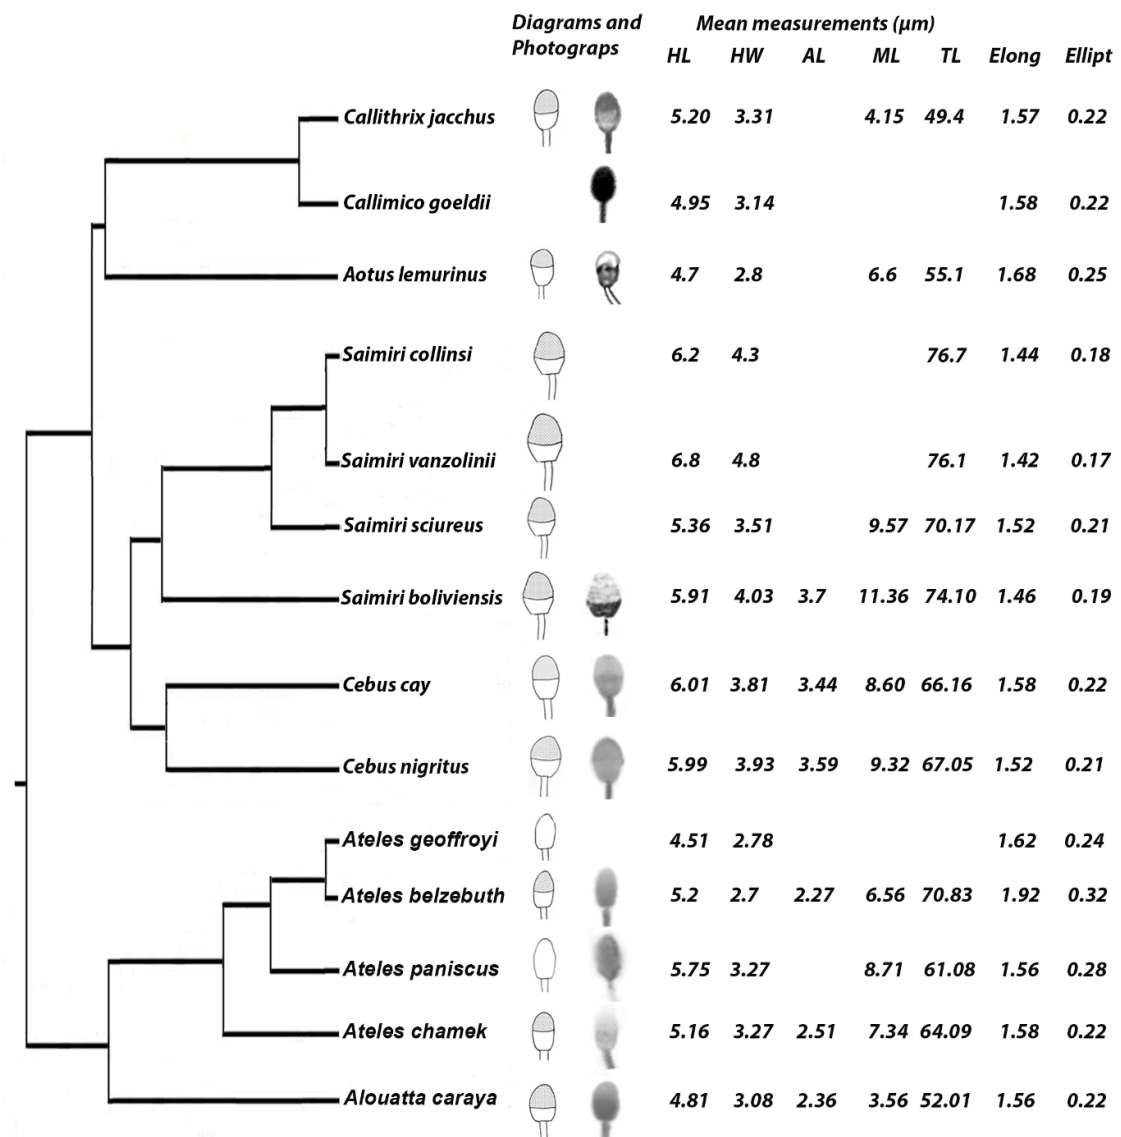 Diagrams and Mean measurements (µm)
Photograps HL HW AL ML TL Elong Ellipt
Callithrix jacchus 5.20 3.31 4.15 49.4 1.57 0.22
Callimico goeldii 4.95 3.14 1.58 0.22
Aotus lemurinus 4.7 2.8 6.6 55.1 1.68 0.25
Saimiri collinsi 6.2 4.3 76.7 1.44 0.18
Saimiri vanzolinii 6.8 4.8 76.1 1.42 0.17
Saimiri sciureus 5.36 3.51 9.57 70.17 1.52 0.21
Saimiri boliviensis 5.91 4.03 3.7 11.36 74.10 1.46 0.19
Cebus cay 6.01 3.81 3.44 8.60 66.16 1.58 0.22
Cebus nigritus 5.99 3.93 3.59 9.32 67.05 1.52 0.21
Ateles geoffroyi 4.51 2.78 1.62 0.24
Ateles belzebuth 5.2 2.7 2.27 6.56 70.83 1.92 0.32
Ateles paniscus 5.75 3.27 8.71 61.08 1.56 0.28
Ateles chamek 5.16 3.27 2.51 7.34 64.09 1.58 0.22
Alouatta caraya 4.81 3.08 2.36 3.56 52.01 1.56 0.22